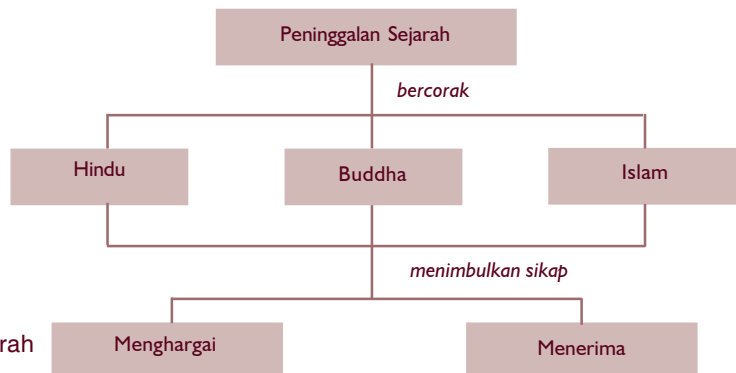 Peninggalan Sejarah
bercorak
Hindu
Buddha
Islam
menimbulkan sikap
rah
Menghargai
Menerima